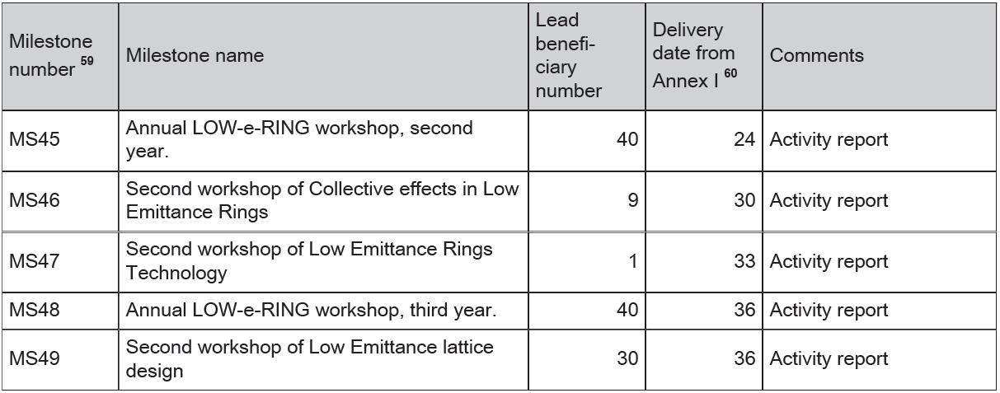 Milestone number 59 Milestone name Lead benefi-ciary number Delivery date from Annex I 60 Comments
MS45 Annual LOW-e-RING workshop, second year. 40 24 Activity report
MS46 Second workshop of Collective effects in Low Emittance Rings 9 30 Activity report
MS47 Second workshop of Low Emittance Rings Technology 1 33 Activity report
MS48 Annual LOW-e-RING workshop, third year. 40 36 Activity report
MS49 Second workshop of Low Emittance lattice design 30 36 Activity report